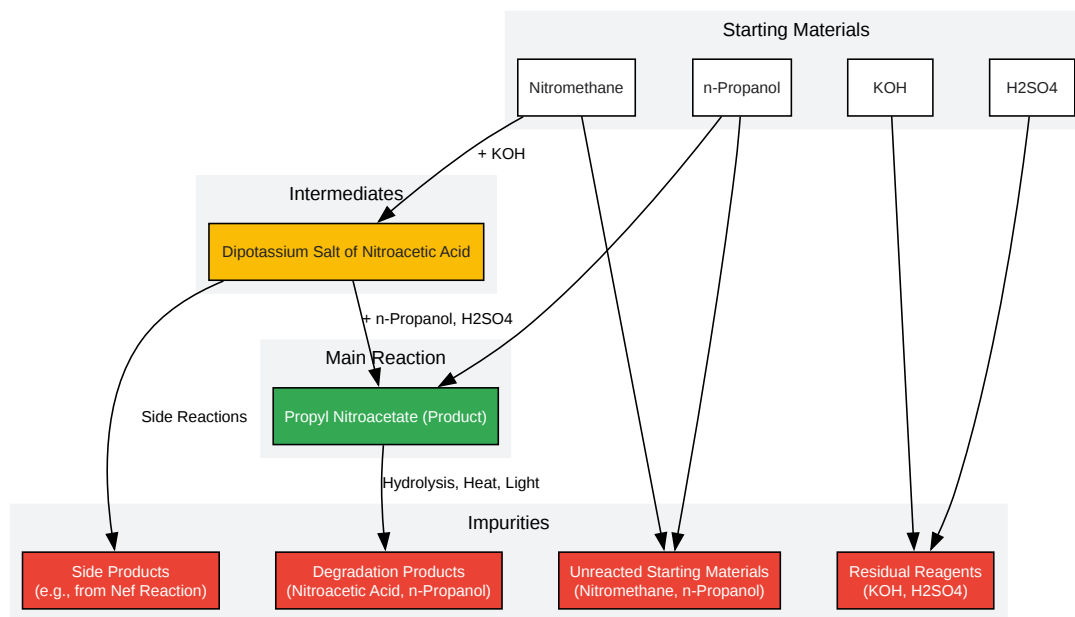 Starting Materials
Nitromethane
n-Propanol
KOH
H2SO4
+ KOH
Intermediates
Dipotassium Salt of Nitroacetic Acid
+ n-Propanol, H2SO4
Main Reaction
Propyl Nitroacetate (Product)
Side Reactions
Hydrolysis, Heat, Light
Impurities
Side Products
(e.g., from Nef Reaction)
Degradation Products
(Nitroacetic Acid, n-Propanol)
Unreacted Starting Materials
(Nitromethane, n-Propanol)
Residual Reagents
(KOH, H2SO4)